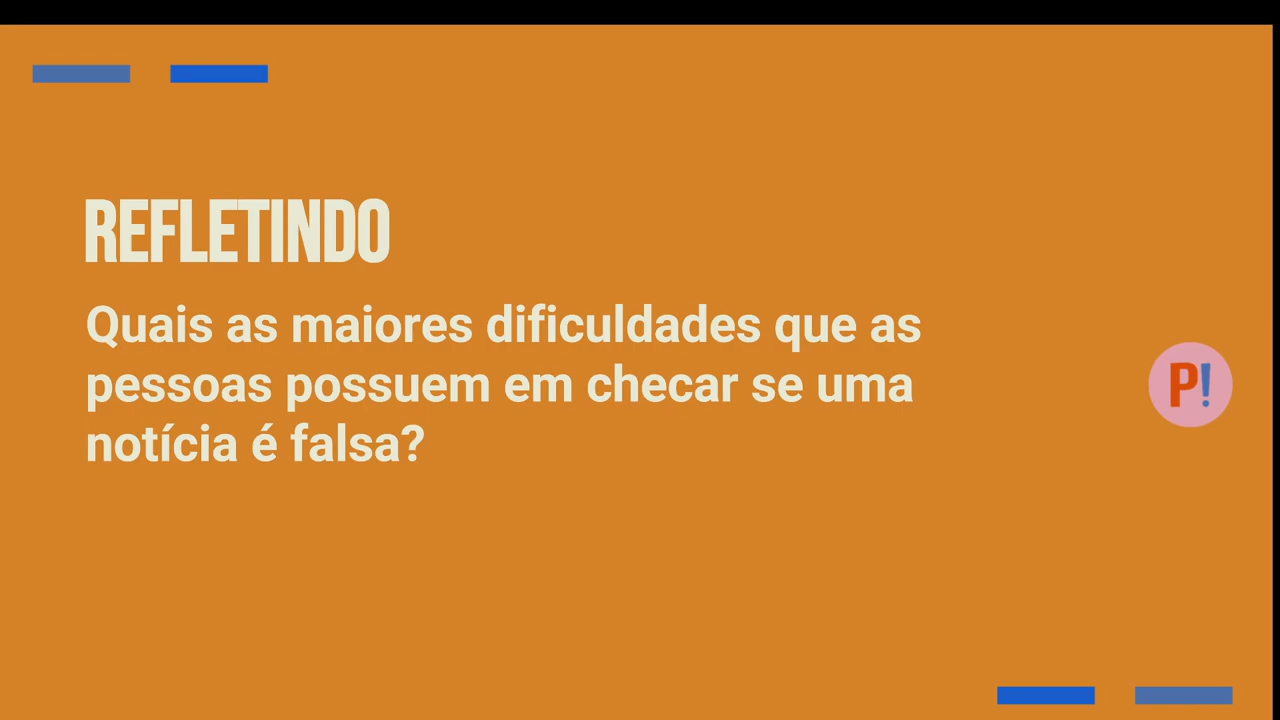 REFLETINDO
Quais as maiores dificuldades que as
pessoas possuem em checar se uma
notícia é falsa?
P!